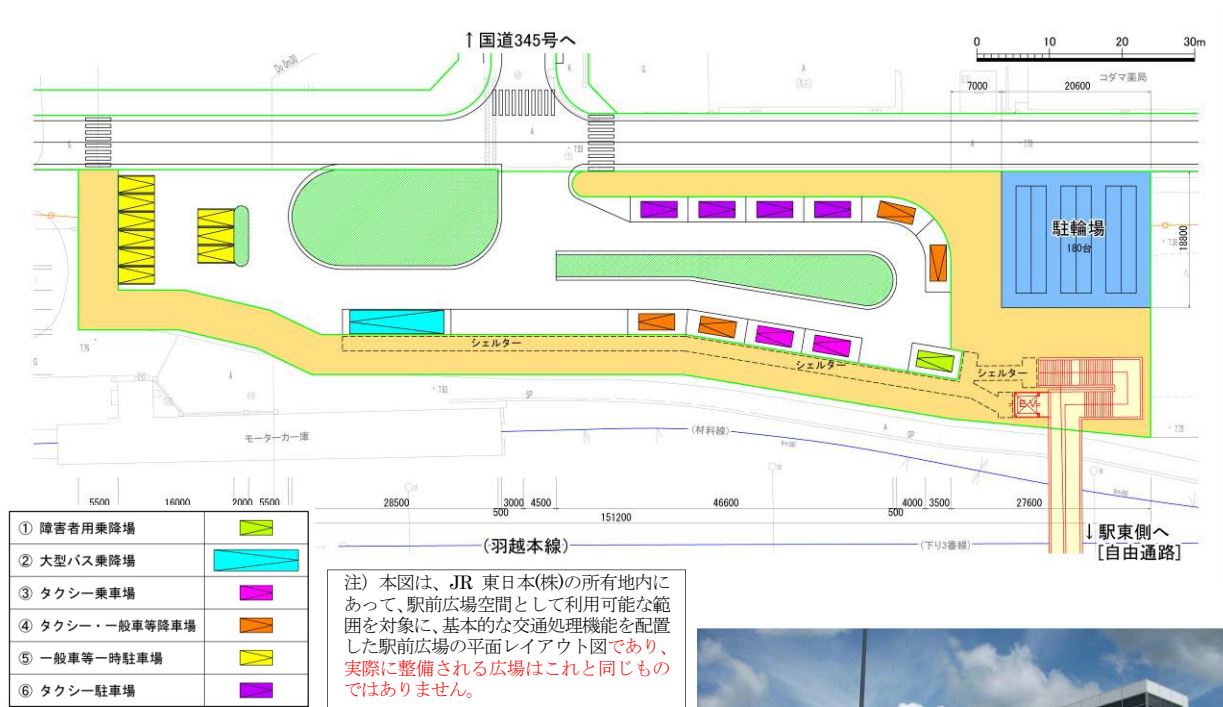 ↑国道345号へ
0 10 20 30m
コダマ薬局
7000 20600
駐輪場
180台
18800
シェルター
シェルター
シェルター
EV
モーターカー庫
(材料線)
SP
SP
5500 16000 2000 5500 28500 500 3000 4500 46600 500 4000 3500 27600
151200
(羽越本線)
(下り3番線)
↓駅東側へ
[自由通路]
① 障害者用乗降場
② 大型バス乗降場
③ タクシー乗車場
④ タクシー・一般車等降車場
⑤ 一般車等一時駐車場
⑥ タクシー駐車場
注) 本図は、JR 東日本(株)の所有地内に
あって、駅前広場空間として利用可能な範
囲を対象に、基本的な交通処理機能を配置
した駅前広場の平面レイアウト図であり、
実際に整備される広場はこれと同じもの
ではありません。